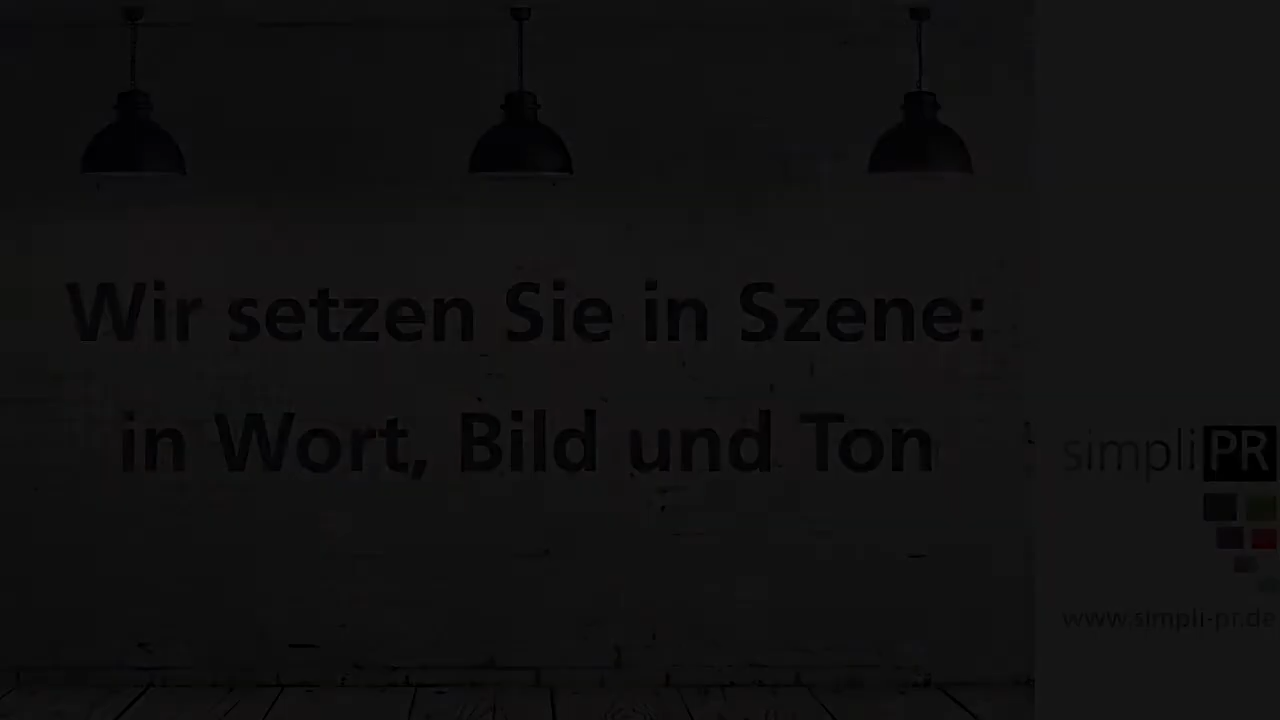 Wir setzen Sie in Szene:
in Wort, Bild und Ton
simpliPR
www.simpli-pr.de